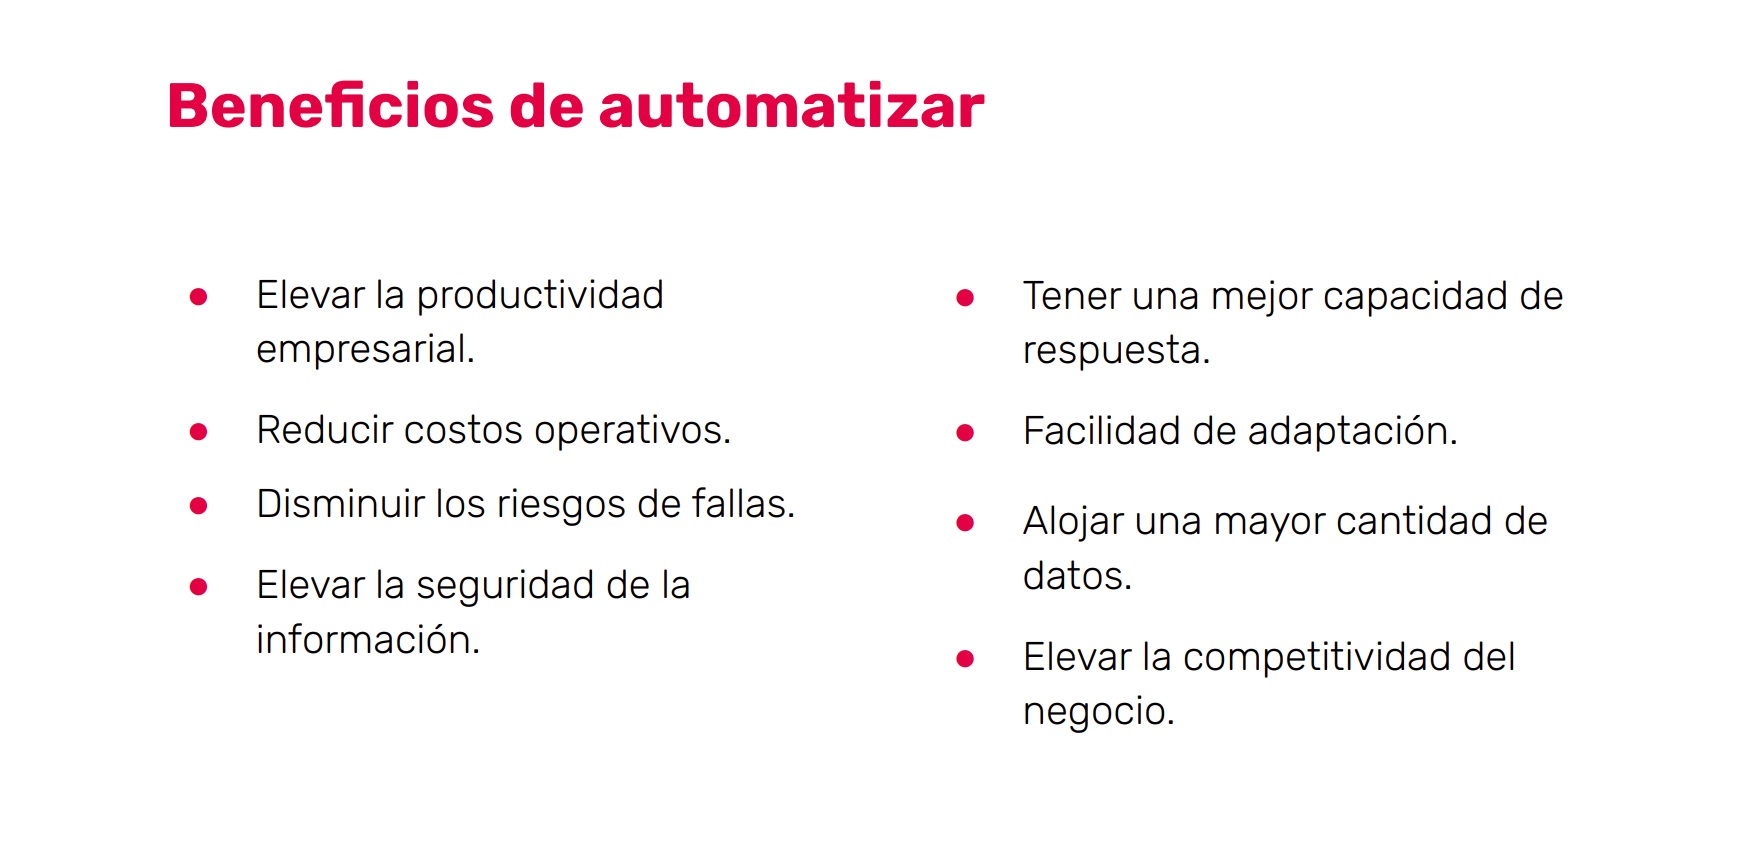 Beneficios de automatizar
Elevar la productividad
empresarial.
Reducir costos operativos.
Disminuir los riesgos de fallas.
Elevar la seguridad de la
información.
Tener una mejor capacidad de
respuesta.
Facilidad de adaptación.
Alojar una mayor cantidad de
datos.
Elevar la competitividad del
negocio.